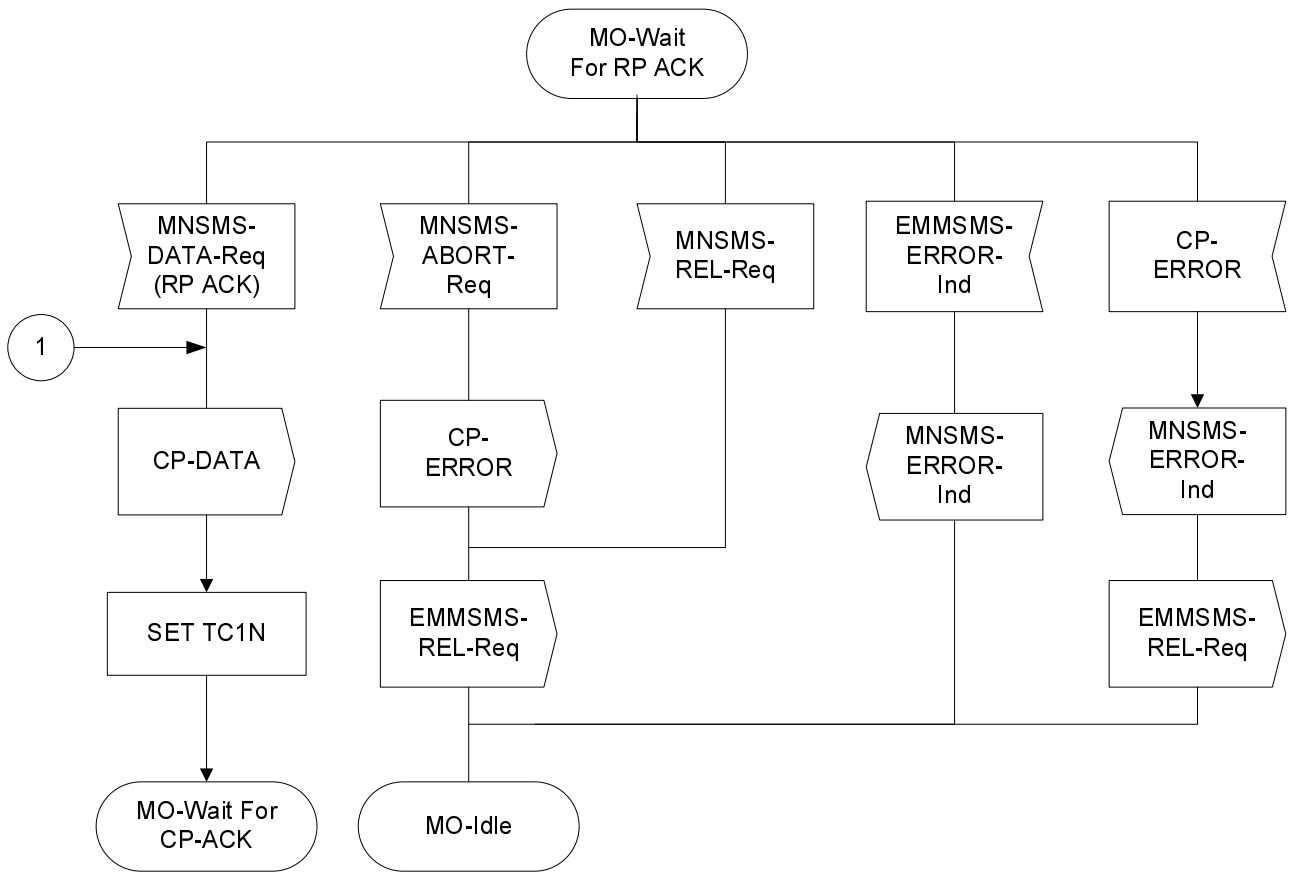 MO-Wait
For RP ACK
MNSMS-
DATA-Req
(RP ACK)
MNSMS-
ABORT-
Req
MNSMS-
REL-Req
EMMSMS-
ERROR-
Ind
CP-
ERROR
1
CP-DATA
CP-
ERROR
MNSMS-
ERROR-
Ind
MNSMS-
ERROR-
Ind
SET TC1N
EMMSMS-
REL-Req
EMMSMS-
REL-Req
MO-Wait For
CP-ACK
MO-Idle